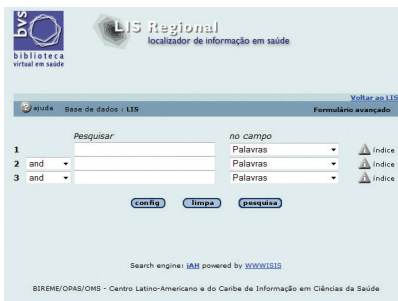 bvs
biblioteca
virtual em saúde
LIS Regional
localizador de informação em saúde
Voltar ao LIS
ajuda Base de dados : LIS Formulário avançado
Pesquisar no campo
1 Palavras índice
2 and Palavras índice
3 and Palavras índice
config limpa pesquisa
Search engine: iAH powered by WWWISIS
BIREME/OPAS/OMS - Centro Latino-Americano e do Caribe de Informação em Ciências da Saúde